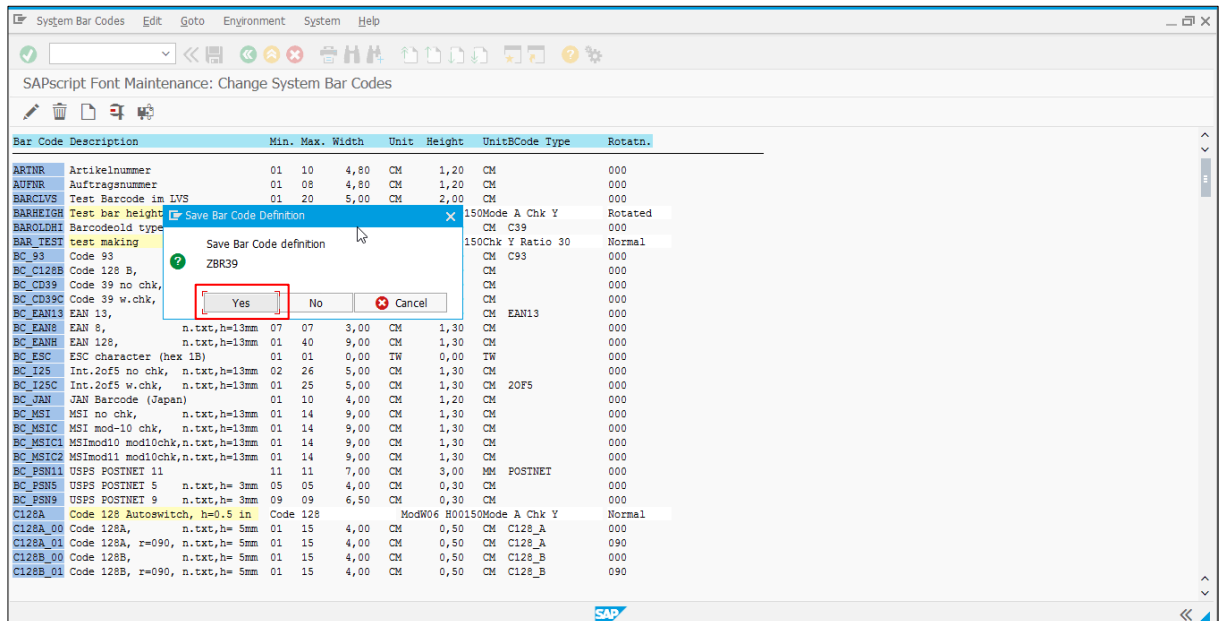 System Bar Codes Edit Goto Environment System Help
SAPscript Font Maintenance: Change System Bar Codes
Bar Code Description Min. Max. Width Unit Height UnitBCode Type Rotatn.
ARTNR Artikelnummer 01 10 4,80 CM 1,20 CM 000
AUFNR Auftragsnummer 01 08 4,80 CM 1,20 CM 000
BARCLVS Test Barcode im LVS 01 20 5,00 CM 2,00 CM 000
BARHEIGH Test bar height 150Mode A Chk Y Rotated
BAROLDHI Barcodeold type CM C39 000
BAR_TEST test making 150Chk Y Ratio 30 Normal
BC_93 Code 93 CM C93 000
BC_C128B Code 128 B, CM 000
BC_CD39 Code 39 no chk, CM 000
BC_CD39C Code 39 w.chk, CM 000
BC_EAN13 EAN 13, CM EAN13 000
Save Bar Code Definition
Save Bar Code definition
ZBR39
Yes No Cancel
BC_EAN8 EAN 8, n.txt,h=13mm 07 07 3,00 CM 1,30 CM 000
BC_EANH EAN 128, n.txt,h=13mm 01 40 9,00 CM 1,30 CM 000
BC_ESC ESC character (hex 1B) 01 01 0,00 TW 0,00 TW 000
BC_I25 Int.2of5 no chk, n.txt,h=13mm 02 26 5,00 CM 1,30 CM 000
BC_I25C Int.2of5 w.chk, n.txt,h=13mm 01 25 5,00 CM 1,30 CM 2OF5 000
BC_JAN JAN Barcode (Japan) 01 10 4,00 CM 1,20 CM 000
BC_MSI MSI no chk, n.txt,h=13mm 01 14 9,00 CM 1,30 CM 000
BC_MSIC MSI mod-10 chk, n.txt,h=13mm 01 14 9,00 CM 1,30 CM 000
BC_MSIC1 MSImod10 mod10chk,n.txt,h=13mm 01 14 9,00 CM 1,30 CM 000
BC_MSIC2 MSImod11 mod10chk,n.txt,h=13mm 01 14 9,00 CM 1,30 CM 000
BC_PSN11 USPS POSTNET 11 11 11 7,00 CM 3,00 MM POSTNET 000
BC_PSN5 USPS POSTNET 5 n.txt,h= 3mm 05 05 4,00 CM 0,30 CM 000
BC_PSN9 USPS POSTNET 9 n.txt,h= 3mm 09 09 6,50 CM 0,30 CM 000
C128A Code 128 Autoswitch, h=0.5 in Code 128 ModW06 H00150Mode A Chk Y Normal
C128A_00 Code 128A, n.txt,h= 5mm 01 15 4,00 CM 0,50 CM C128_A 000
C128A_01 Code 128A, r=090, n.txt,h= 5mm 01 15 4,00 CM 0,50 CM C128_A 090
C128B_00 Code 128B, n.txt,h= 5mm 01 15 4,00 CM 0,50 CM C128_B 000
C128B_01 Code 128B, r=090, n.txt,h= 5mm 01 15 4,00 CM 0,50 CM C128_B 090
SAP